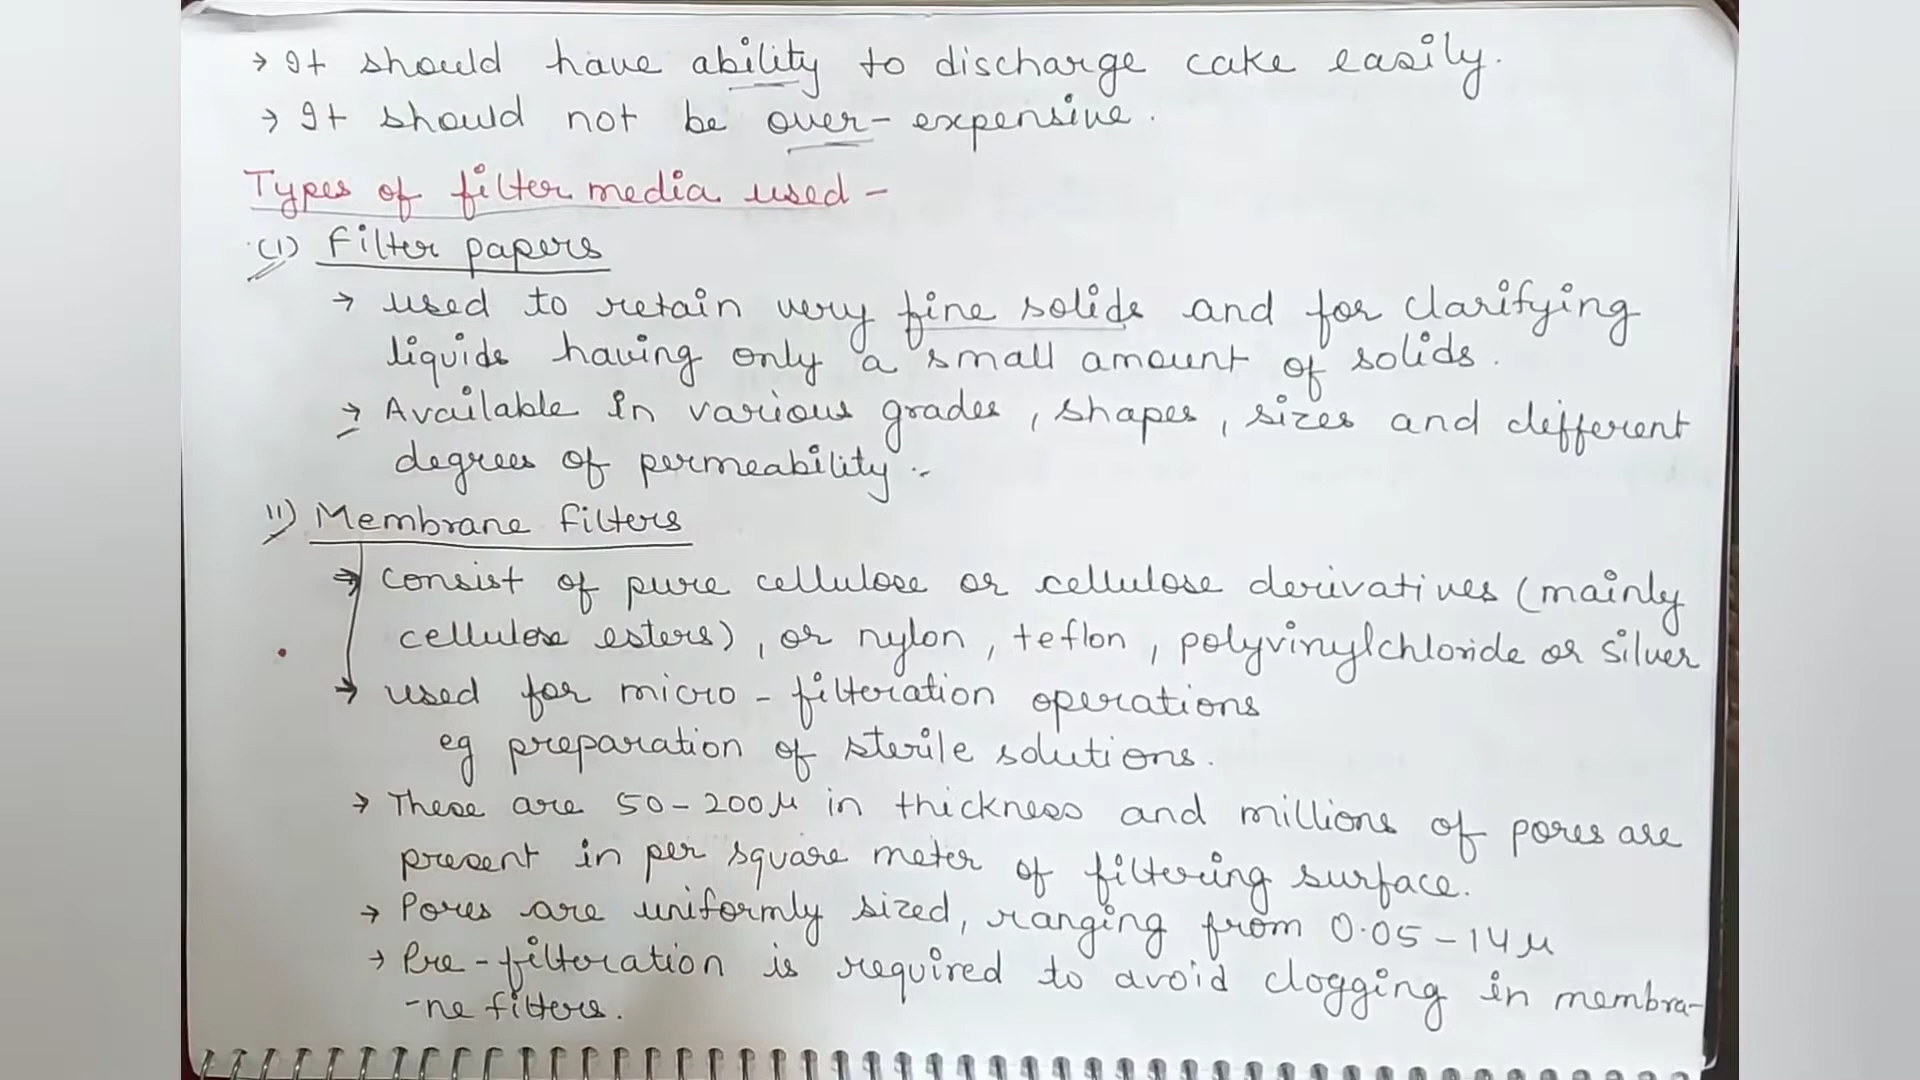 → It should have ability to discharge cake easily.
→ It should not be over-expensive.
Types of filter media used -
(1) Filter papers
→ used to retain very fine solids and for clarifying
liquids having only a small amount of solids.
→ Available in various grades, shapes, sizes and different
degrees of permeability.-
11) Membrane filters
→ consist of pure cellulose or cellulose derivatives (mainly
cellulose esters), or nylon, teflon, polyvinylchloride or silver
→ used for micro-filteration operations
eg preparation of sterile solutions.
→ These are 50-200μ in thickness and millions of pores are
present in per square meter of filtering surface.
→ Pores are uniformly sized, ranging from 0.05-14μ
→ Pre-filteration is required to avoid clogging in membra-
-ne filters.